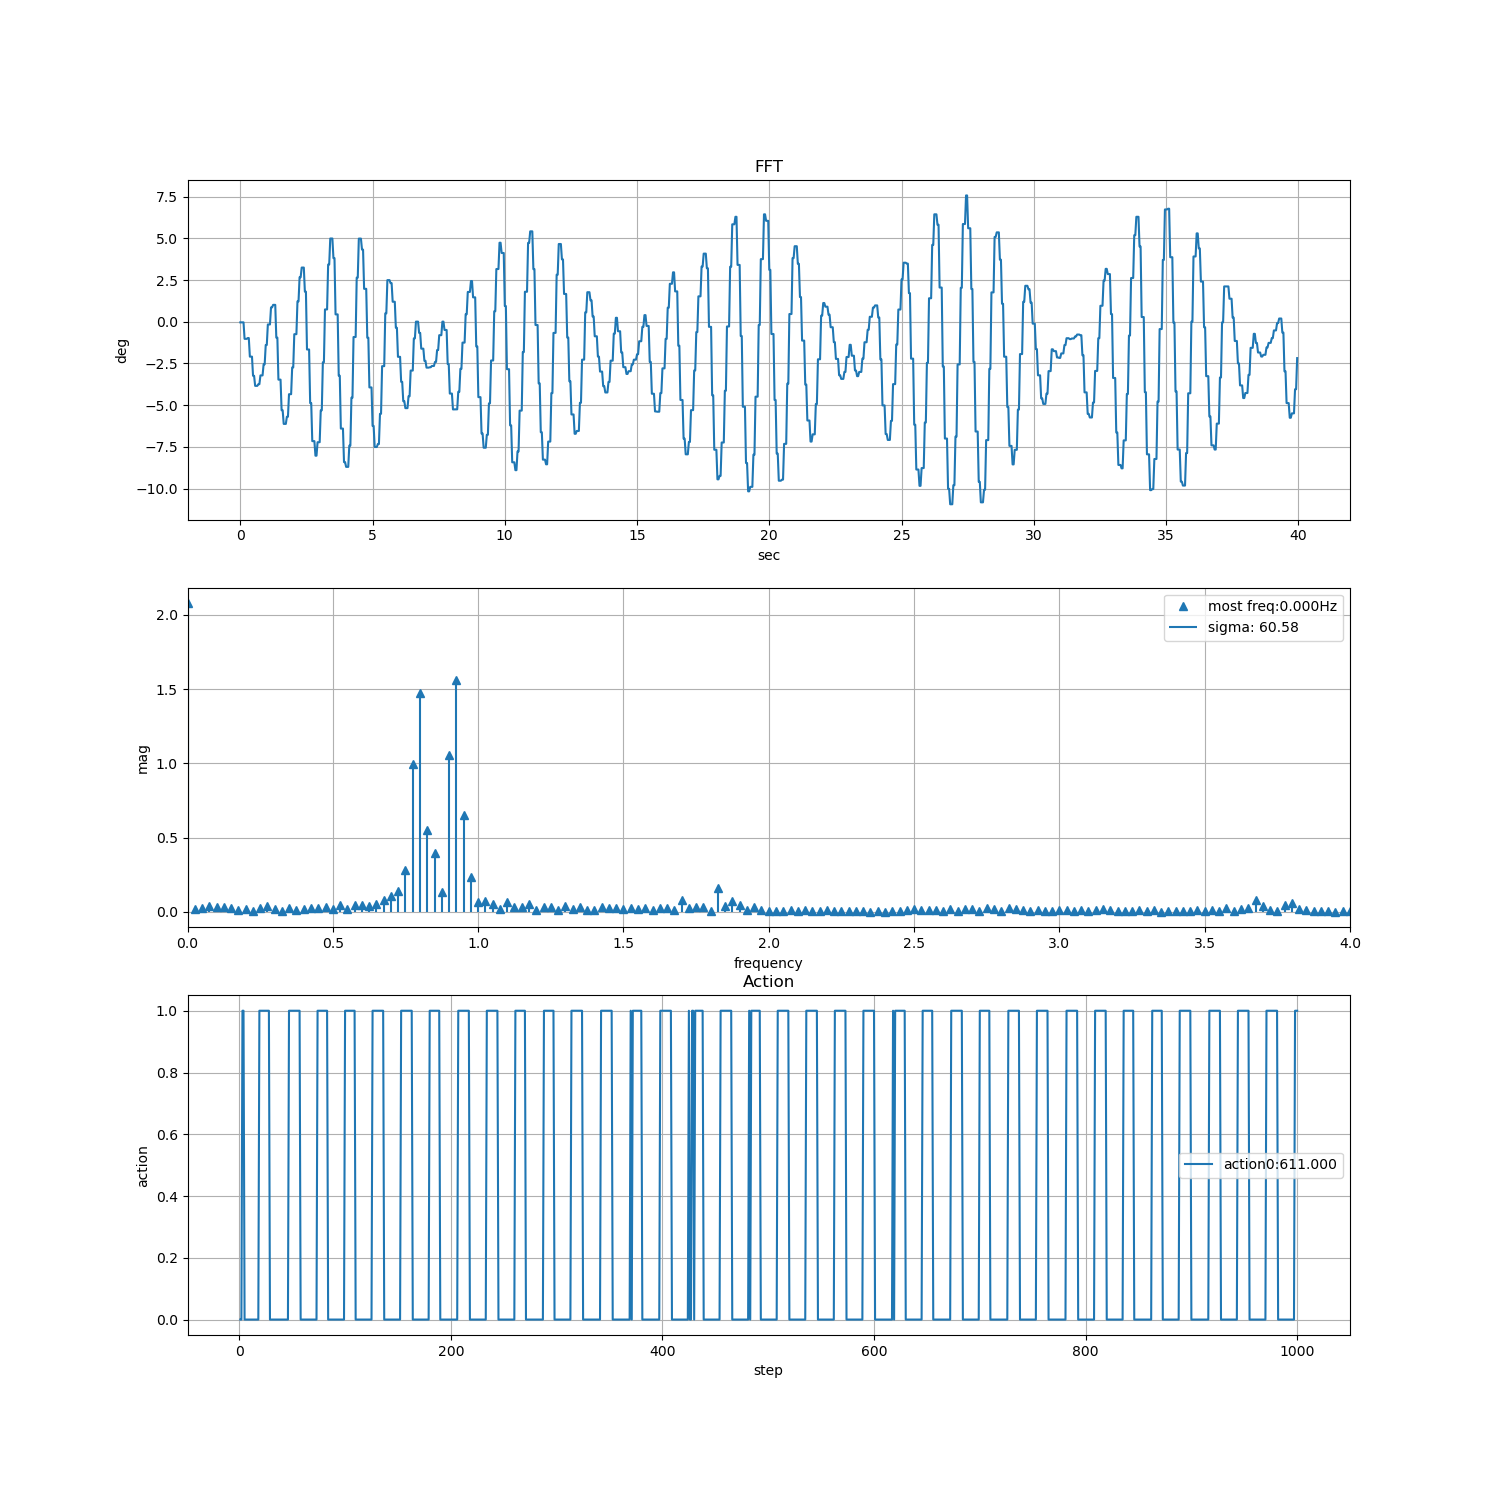 FFT
7.5
5.0
2.5
0.0
−2.5
−5.0
−7.5
−10.0
deg
0 5 10 15 20 25 30 35 40
sec
2.0
1.5
1.0
0.5
0.0
mag
most freq:0.000Hz
sigma: 60.58
0.0 0.5 1.0 1.5 2.0 2.5 3.0 3.5 4.0
frequency
Action
1.0
0.8
0.6
0.4
0.2
0.0
action
action0:611.000
0 200 400 600 800 1000
step